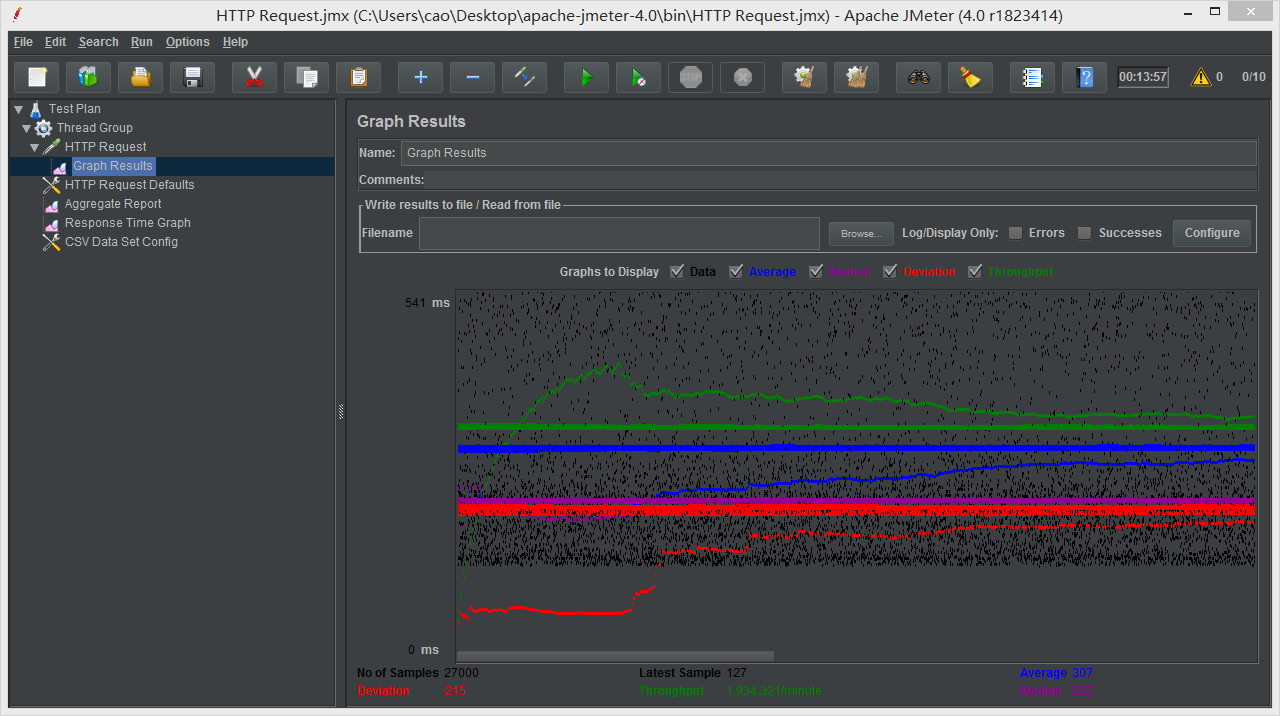 HTTP Request.jmx (C:\Users\cao\Desktop\apache-jmeter-4.0\bin\HTTP Request.jmx) - Apache JMeter (4.0 r1823414)
File Edit Search Run Options Help
STOP 00:13:57 0 0/10
Test Plan
Thread Group
HTTP Request
Graph Results
HTTP Request Defaults
Aggregate Report
Response Time Graph
CSV Data Set Config
Graph Results
Name: Graph Results
Comments:
Write results to file / Read from file
Filename Browse... Log/Display Only: Errors Successes Configure
Graphs to Display Data Average Median Deviation Throughput
541 ms
0 ms
No of Samples 27000 Latest Sample 127 Average 307
Deviation 215 Throughput 1,934.321/minute Median